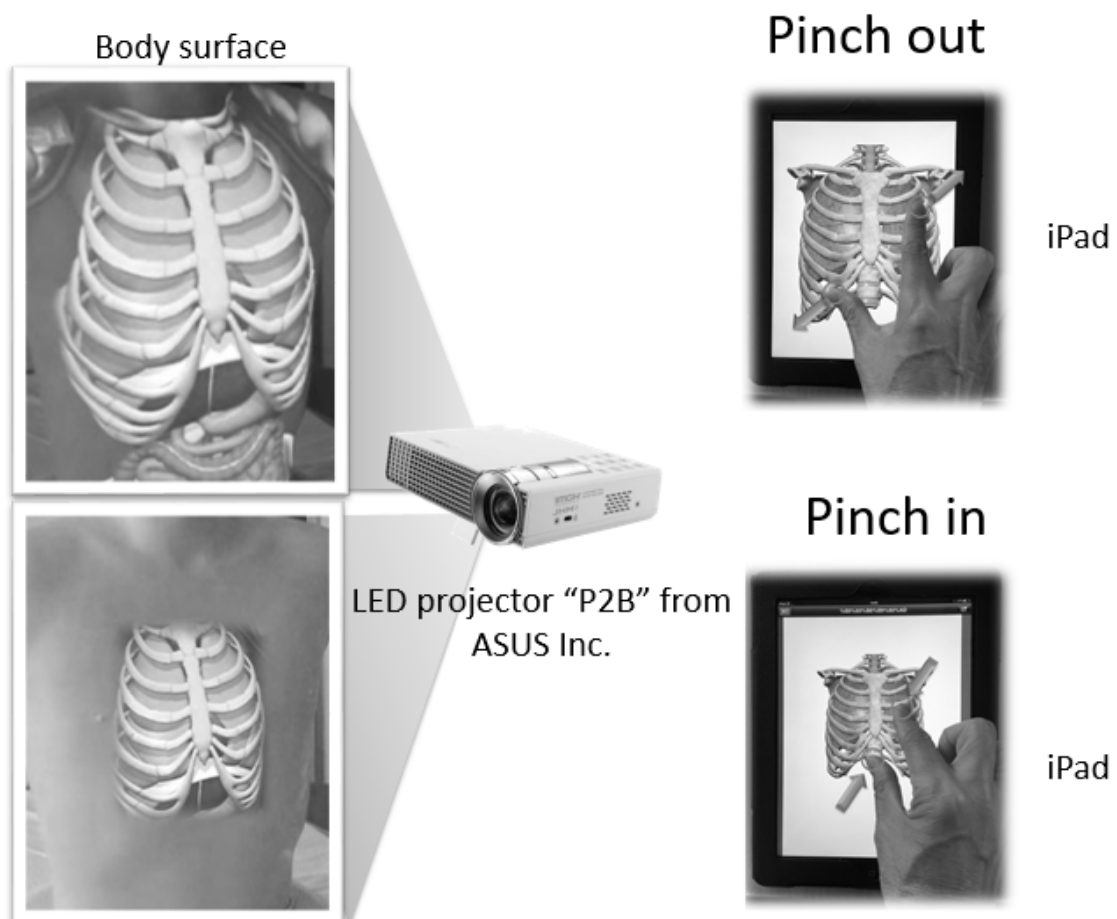 Body surface
Pinch out
iPad
LED projector “P2B” from
ASUS Inc.
Pinch in
iPad